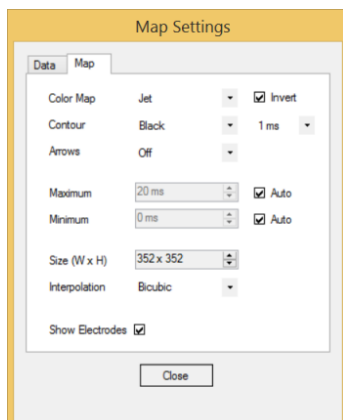 Map Settings
Data Map
Color Map Jet Invert
Contour Black 1 ms
Arrows Off
Maximum 20 ms Auto
Minimum 0 ms Auto
Size (W x H) 352 x 352
Interpolation Bicubic
Show Electrodes
Close